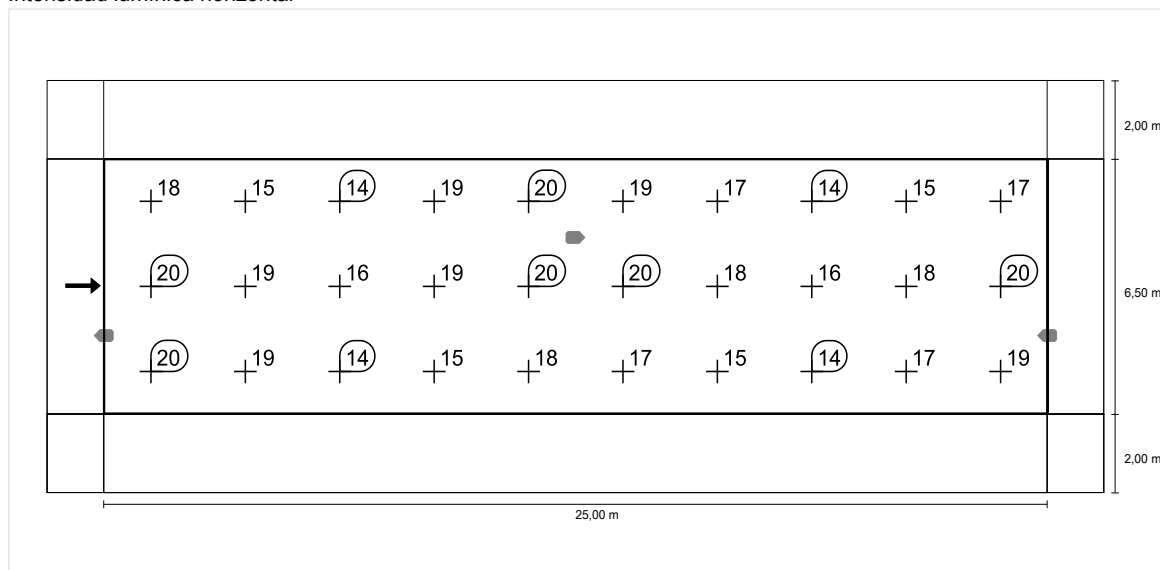 Intensidad lumínica horizontal
2,00 m
18 15 14 19 20 19 17 14 15 17
20 19 16 19 20 20 18 16 18 20
6,50 m
20 19 14 15 18 17 15 14 17 19
2,00 m
25,00 m